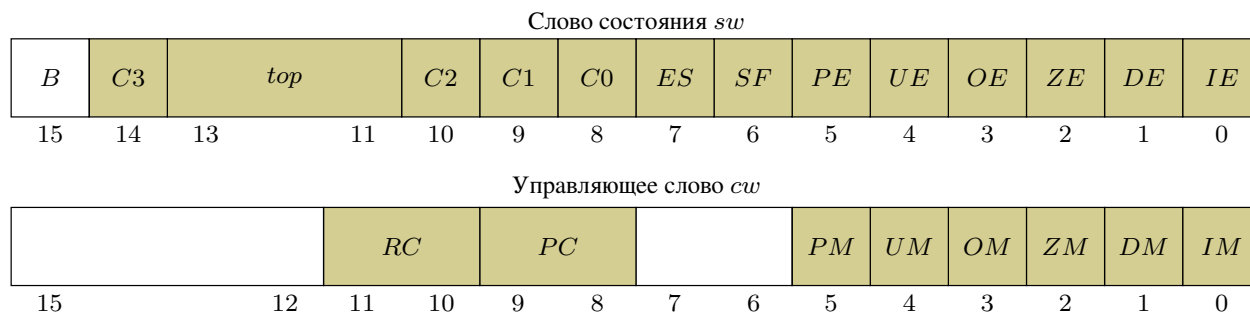 Слово состояния sw
B C3 top C2 C1 C0 ES SF PE UE OE ZE DE IE
15 14 13 11 10 9 8 7 6 5 4 3 2 1 0
Управляющее слово cw
RC PC PM UM OM ZM DM IM
15 12 11 10 9 8 7 6 5 4 3 2 1 0